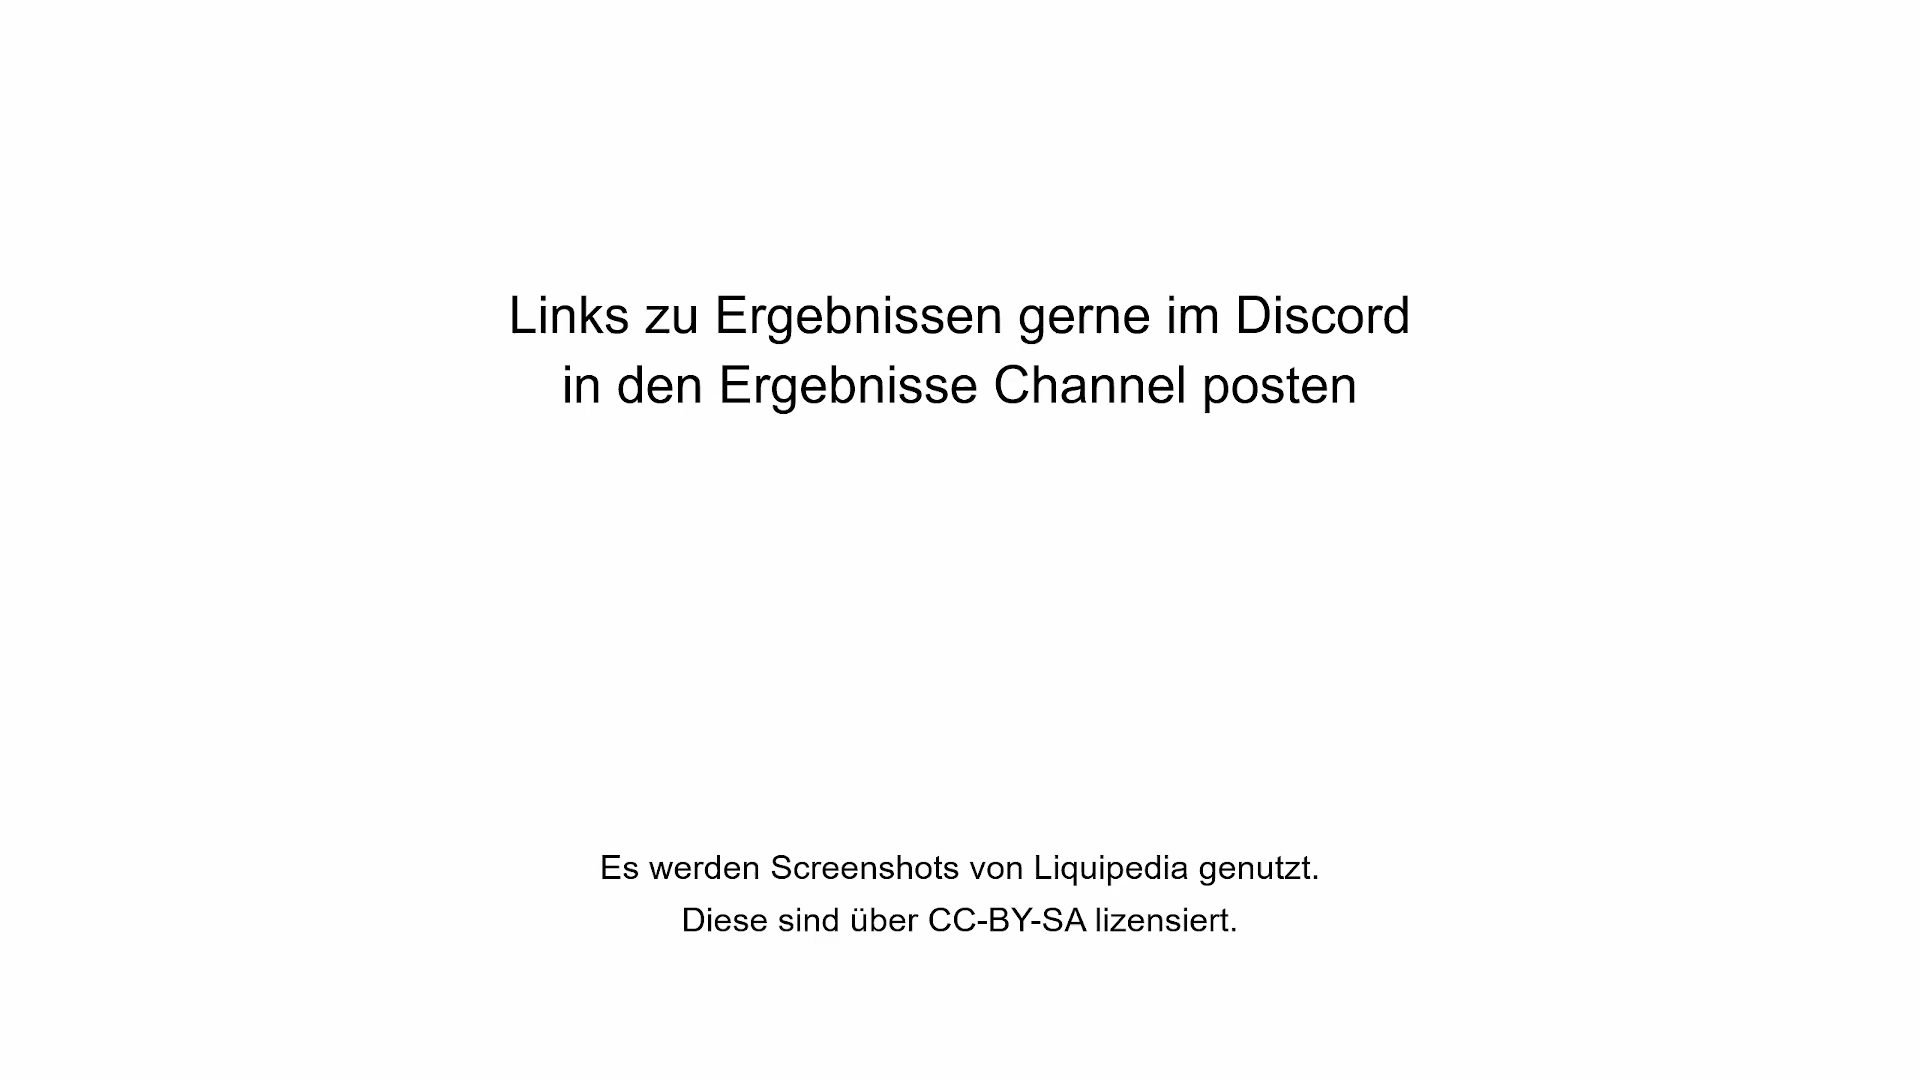 Links zu Ergebnissen gerne im Discord
in den Ergebnisse Channel posten
Es werden Screenshots von Liquipedia genutzt.
Diese sind über CC-BY-SA lizensiert.